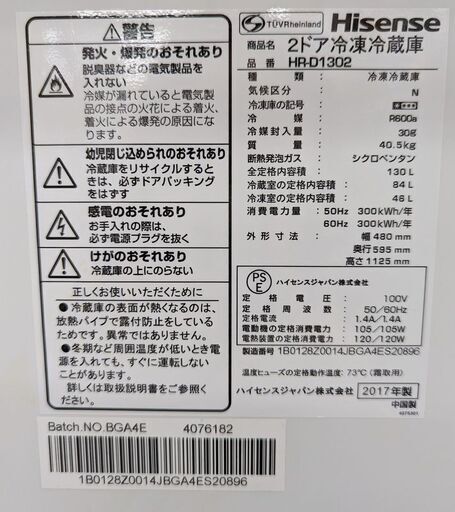 警告
発火・爆発のおそれあり
脱臭器などの電気製品を
入れない
冷媒が漏れていると電気製品
の接点の火花による着火、
着火による爆発の原因になる
幼児閉じ込められのおそれあり
冷蔵庫をリサイクルすると
きは、必ずドアパッキング
をはずす
感電のおそれあり
お手入れの際は、
必ず電源プラグを抜く
けがのおそれあり
冷蔵庫の上にのらない
正しくお使いいただくために
●冷蔵庫の表面が熱くなるのは、
放熱パイプで露付防止をしている
ためです。異常ではありません。
●冬期など周囲温度が低いとき電
源を入れても、すぐに運転しない
ことがあります。
詳しくは取扱説明書をご参照
ください。
TÜVRheinland Hisense
商品名 2ドア冷凍冷蔵庫
品番 HR-D1302
種類: 冷凍冷蔵庫
気候区分: N
冷凍庫の記号:
冷媒: R600a
冷媒封入量: 30g
質量: 40.5kg
断熱発泡ガス: シクロペンタン
全定格内容積: 130L
冷蔵室の定格内容積: 84L
冷凍室の定格内容積: 46L
消費電力量: 50Hz 300kWh/年
60Hz 300kWh/年
外形寸法: 幅480mm
奥行595mm
高さ1125mm
PSE ハイセンスジャパン株式会社
定格電圧: 100V
定格周波数: 50/60Hz
定格電流: 1.4A/1.4A
電動機の定格消費電力: 105/105W
電熱装置の定格消費電力: 120/120W
製造番号: 1B0128Z0014JBGA4ES20896
温度ヒューズの定格動作温度: 73℃(霜取用)
ハイセンスジャパン株式会社 2017年製
中国製
Batch.NO.BGA4E 4076182
1B0128Z0014JBGA4ES20896